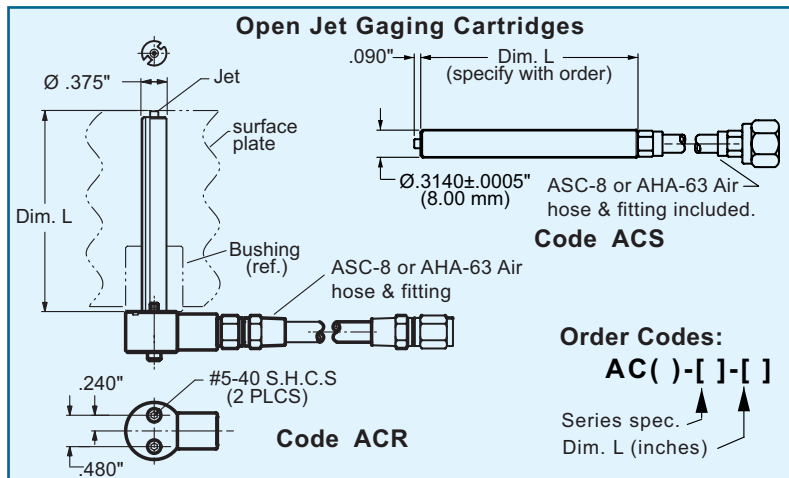 Open Jet Gaging Cartridges
Ø .375"
Jet
surface
plate
Dim. L
Bushing
(ref.)
ASC-8 or AHA-63 Air
hose & fitting
.240"
.480"
#5-40 S.H.C.S
(2 PLCS)
Code ACR
.090"
Dim. L
(specify with order)
Ø.3140±.0005"
(8.00 mm)
ASC-8 or AHA-63 Air
hose & fitting included.
Code ACS
Order Codes:
AC( )-[ ]-[ ]
Series spec.
Dim. L (inches)